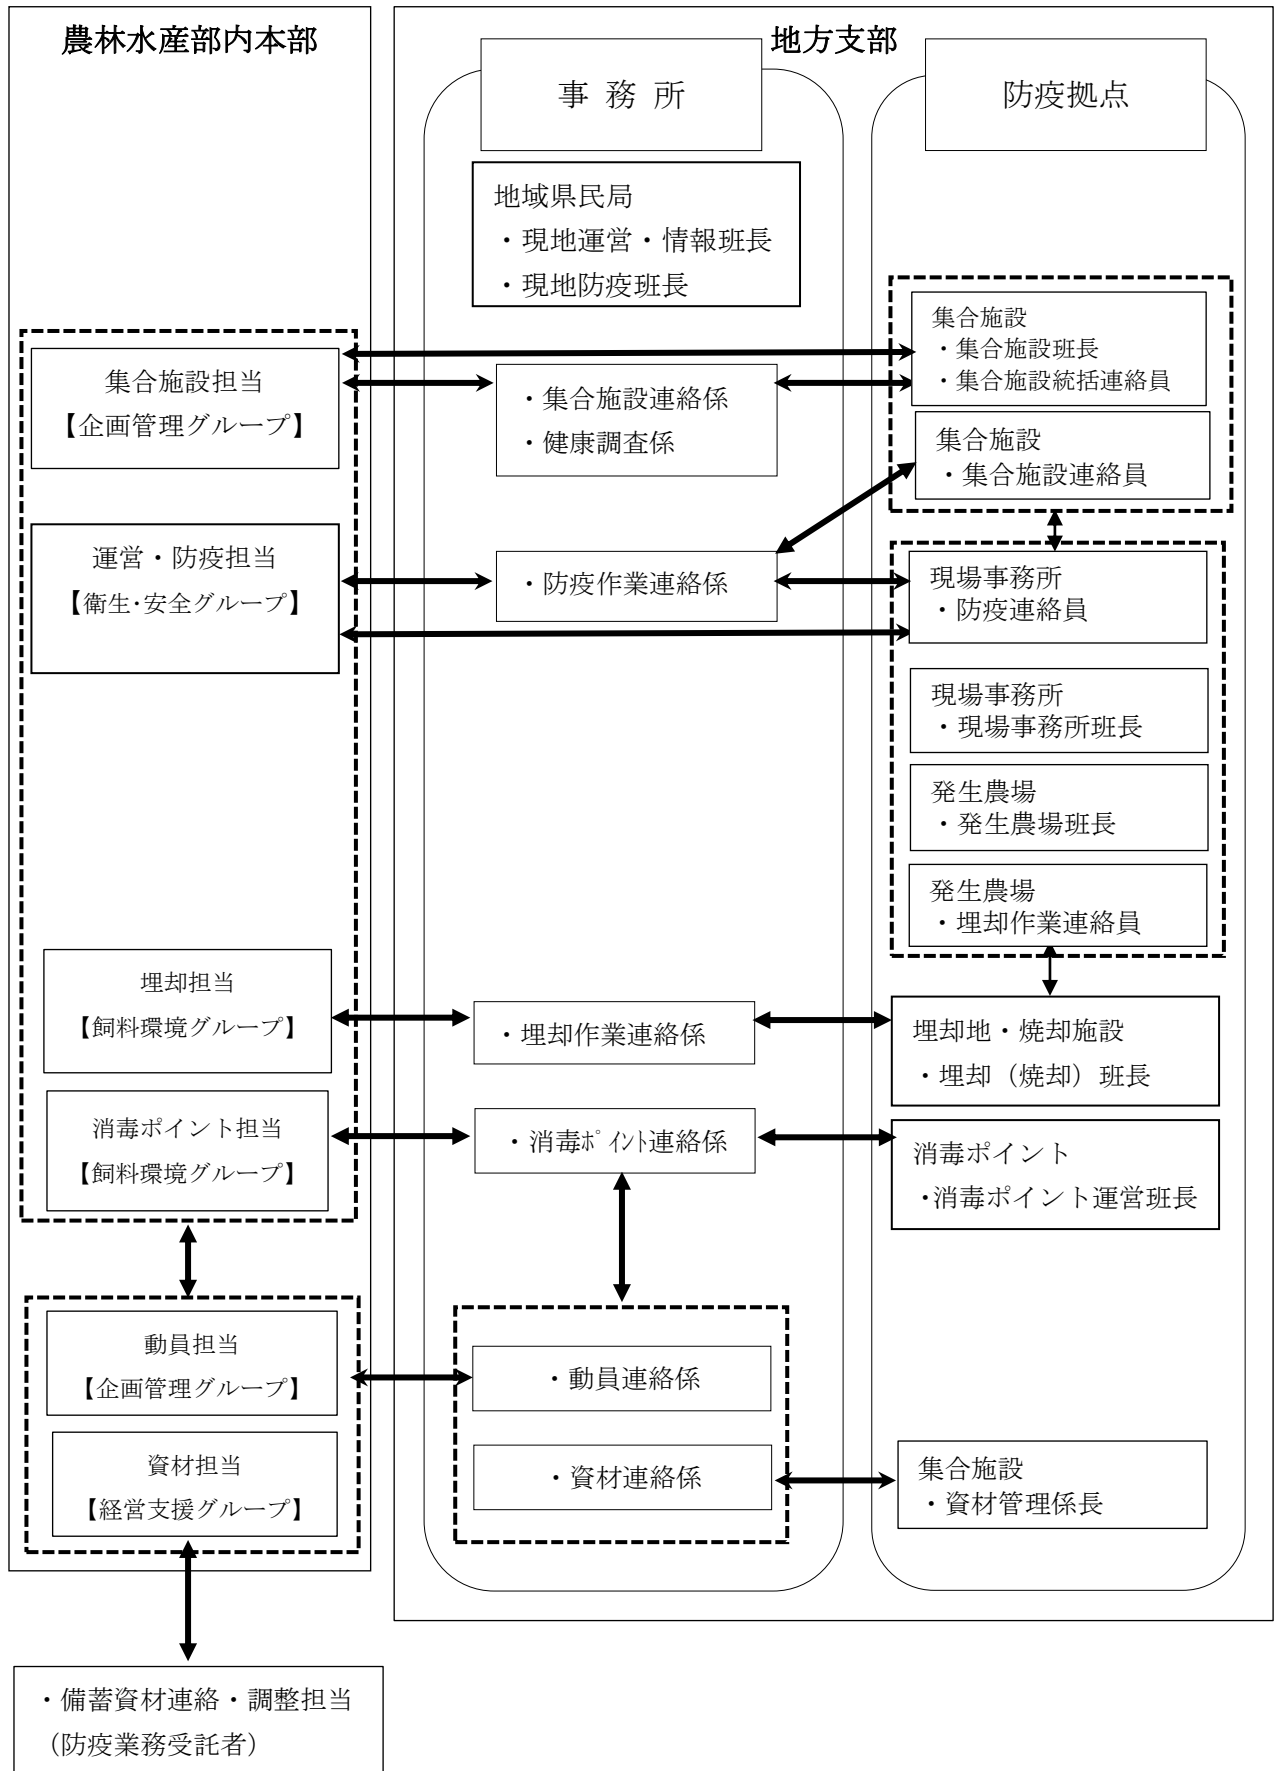 農林水産部内本部
地方支部
事 務 所
防疫拠点
地域県民局
・現地運営・情報班長
・現地防疫班長
集合施設
・集合施設班長
・集合施設統括連絡員
集合施設担当
【企画管理グループ】
・集合施設連絡係
・健康調査係
集合施設
・集合施設連絡員
運営・防疫担当
【衛生・安全グループ】
・防疫作業連絡係
現場事務所
・防疫連絡員
現場事務所
・現場事務所班長
発生農場
・発生農場班長
発生農場
・埋却作業連絡員
埋却担当
【飼料環境グループ】
・埋却作業連絡係
埋却地・焼却施設
・埋却（焼却）班長
消毒ポイント担当
【飼料環境グループ】
・消毒ﾎﾟｲﾝﾄ連絡係
消毒ポイント
・消毒ポイント運営班長
動員担当
【企画管理グループ】
・動員連絡係
資材担当
【経営支援グループ】
・資材連絡係
集合施設
・資材管理係長
・備蓄資材連絡・調整担当
（防疫業務受託者）